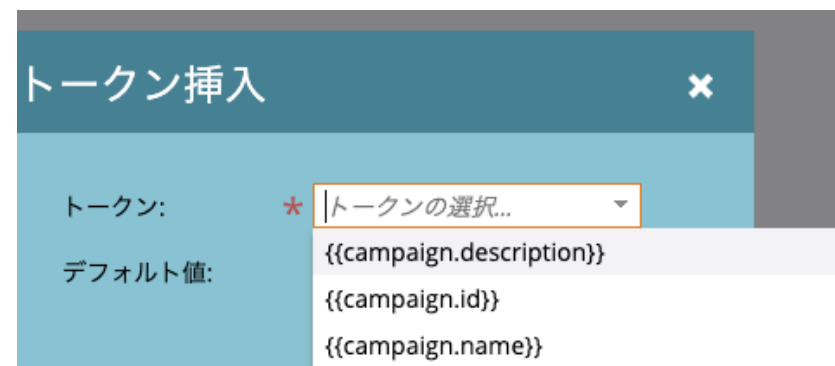 トークン挿入
トークン: * トークンの選択...
{{campaign.description}}
デフォルト値:
{{campaign.id}}
{{campaign.name}}